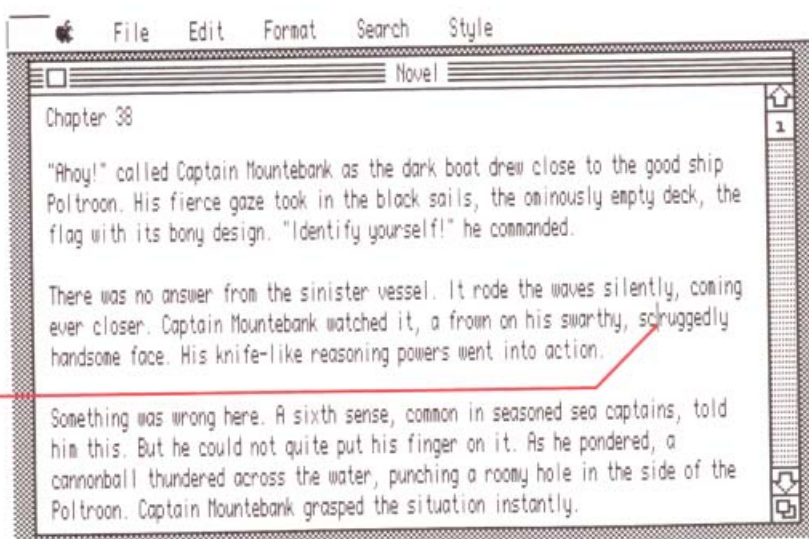 File Edit Format Search Style
Novel
Chapter 38
1
"Ahoy!" called Captain Mountebank as the dark boat drew close to the good ship
Poltroon. His fierce gaze took in the black sails, the ominously empty deck, the
flag with its bony design. "Identify yourself!" he commanded.
There was no answer from the sinister vessel. It rode the waves silently, coming
ever closer. Captain Mountebank watched it, a frown on his swarthy, scruggedly
handsome face. His knife-like reasoning powers went into action.
Something was wrong here. A sixth sense, common in seasoned sea captains, told
him this. But he could not quite put his finger on it. As he pondered, a
cannonball thundered across the water, punching a roomy hole in the side of the
Poltroon. Captain Mountebank grasped the situation instantly.